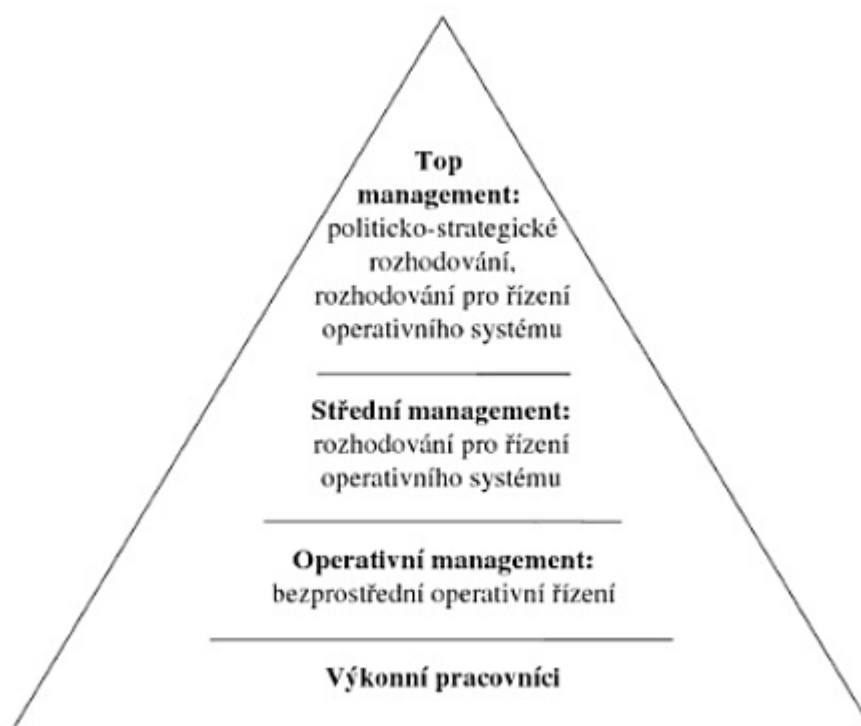 Top
management:
politicko-strategické
rozhodování,
rozhodování pro řízení
operativního systému
Střední management:
rozhodování pro řízení
operativního systému
Operativní management:
bezprostřední operativní řízení
Výkonní pracovníci